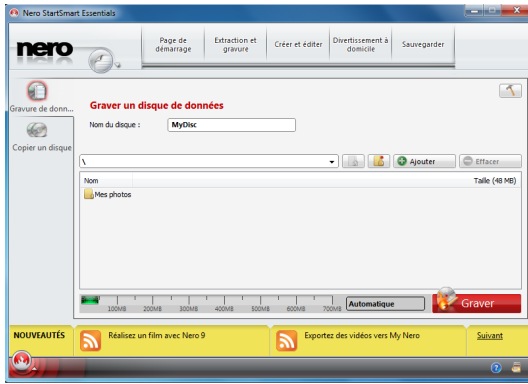 Nero StartSmart Essentials
nero
Page de démarrage
Extraction et gravure
Créer et éditer
Divertissement à domicile
Sauvegarder
Gravure de donn...
Copier un disque
Graver un disque de données
Nom du disque :
MyDisc
\
Ajouter
Effacer
Nom
Taille (48 MB)
Mes photos
100MB 200MB 300MB 400MB 500MB 600MB 700MB
Automatique
Graver
NOUVEAUTÉS
Réalisez un film avec Nero 9
Exportez des vidéos vers My Nero
Suivant